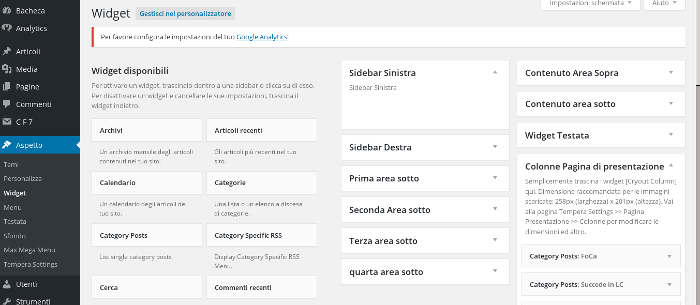 Impostazioni schermata
Aiuto
Bacheca
Analytics
Articoli
Media
Pagine
Commenti
C F 7
Aspetto
Temi
Personalizza
Widget
Menu
Testata
Sfondo
Max Mega Menu
Tempera Settings
Utenti
Strumenti
Widget
Gestisci nel personalizzatore
Per favore configura le impostazioni del tuo Google Analytics!
Widget disponibili
Per attivare un widget, trascinalo dentro a una sidebar o clicca su di esso.
Per disattivare un widget e cancellare le sue impostazioni, trascina il
widget indietro.
Archivi
Un archivio mensile degli articoli
contenuti nel tuo sito.
Articoli recenti
Gli articoli più recenti nel tuo
sito.
Calendario
Un calendario degli articoli del
tuo sito.
Categorie
Una lista o un elenco a discesa
di categorie.
Category Posts
List single category posts
Category Specific RSS
Display Category Specific RSS
Menu.
Cerca
Commenti recenti
Sidebar Sinistra
Sidebar Sinistra
Sidebar Destra
Prima area sotto
Seconda Area sotto
Terza area sotto
quarta area sotto
Contenuto Area Sopra
Contenuto area sotto
Widget Testata
Colonne Pagina di presentazione
Semplicemente trascina i widget [Cryout Column]
qui. Dimensione raccomandata per le immagini
scaricate: 258px (larghezza) x 201px (altezza). Vai
alla pagina Tempera Settings >> Pagina
Presentazione >> Colonne per modificare le
dimensioni ed altro.
Category Posts: FoCa
Category Posts: Succede In LC